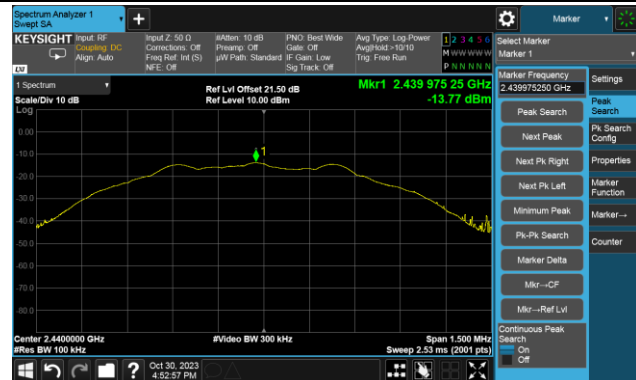 Spectrum Analyzer 1
Swept SA
+
Marker
KEYSIGHT
Input: RF
Coupling: DC
Align: Auto
Input Z: 50 Ω
Corrections: Off
Freq Ref: Int (S)
NFE: Off
#Atten: 10 dB
Preamp: Off
µW Path: Standard
PNO: Best Wide
Gate: Off
IF Gain: Low
Sig Track: Off
Avg Type: Log-Power
Avg|Hold:>10/10
Trig: Free Run
1 2 3 4 5 6
M W W W W W
P N N N N N
LXI
Select Marker
Marker 1
1 Spectrum
Scale/Div 10 dB
Ref Lvl Offset 21.50 dB
Ref Level 10.00 dBm
Mkr1 2.439 975 25 GHz
-13.77 dBm
Log
0.00
-10.0
-20.0
-30.0
-40.0
-50.0
-60.0
-70.0
-80.0
1
Center 2.4400000 GHz
#Res BW 100 kHz
#Video BW 300 kHz
Span 1.500 MHz
Sweep 2.53 ms (2001 pts)
Marker Frequency
2.439975250 GHz
Peak Search
Next Peak
Next Pk Right
Next Pk Left
Minimum Peak
Pk-Pk Search
Marker Delta
Mkr→CF
Mkr→Ref Lvl
Continuous Peak
Search
On
Off
Settings
Peak
Search
Pk Search
Config
Properties
Marker
Function
Marker→
Counter
?
Oct 30, 2023
4:52:57 PM